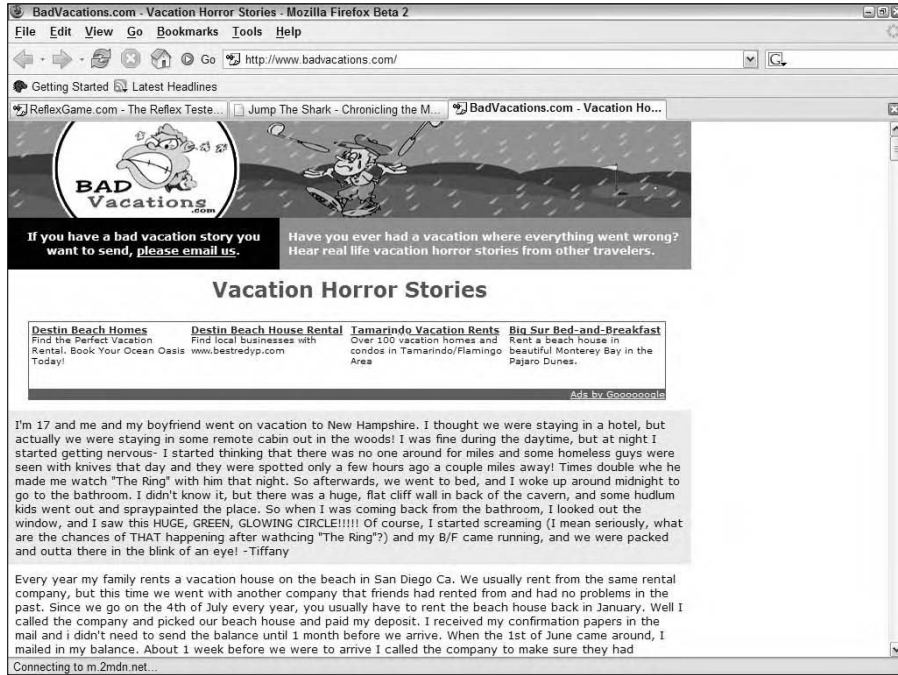 BadVacations.com - Vacation Horror Stories - Mozilla Firefox Beta 2
File Edit View Go Bookmarks Tools Help
Go http://www.badvacations.com/ G
Getting Started Latest Headlines
ReflexGame.com - The Reflex Teste... Jump The Shark - Chronicling the M... BadVacations.com - Vacation Ho...
BAD
Vacations
.com
If you have a bad vacation story you
want to send, please email us.
Have you ever had a vacation where everything went wrong?
Hear real life vacation horror stories from other travelers.
Vacation Horror Stories
Destin Beach Homes
Find the Perfect Vacation
Rental. Book Your Ocean Oasis
Today!
Destin Beach House Rental
Find local businesses with
www.bestredyp.com
Tamarindo Vacation Rents
Over 100 vacation homes and
condos in Tamarindo/Flamingo
Area
Big Sur Bed-and-Breakfast
Rent a beach house in
beautiful Monterey Bay in the
Pajaro Dunes.
Ads by Goooooogle
I'm 17 and me and my boyfriend went on vacation to New Hampshire. I thought we were staying in a hotel, but
actually we were staying in some remote cabin out in the woods! I was fine during the daytime, but at night I
started getting nervous- I started thinking that there was no one around for miles and some homeless guys were
seen with knives that day and they were spotted only a few hours ago a couple miles away! Times double whe he
made me watch "The Ring" with him that night. So afterwards, we went to bed, and I woke up around midnight to
go to the bathroom. I didn't know it, but there was a huge, flat cliff wall in back of the cavern, and some hudlum
kids went out and spraypainted the place. So when I was coming back from the bathroom, I looked out the
window, and I saw this HUGE, GREEN, GLOWING CIRCLE!!!!! Of course, I started screaming (I mean seriously, what
are the chances of THAT happening after wathcing "The Ring"?) and my B/F came running, and we were packed
and outta there in the blink of an eye! -Tiffany
Every year my family rents a vacation house on the beach in San Diego Ca. We usually rent from the same rental
company, but this time we went with another company that friends had rented from and had no problems in the
past. Since we go on the 4th of July every year, you usually have to rent the beach house back in January. Well I
called the company and picked our beach house and paid my deposit. I received my confirmation papers in the
mail and i didn't need to send the balance until 1 month before we arrive. When the 1st of June came around, I
mailed in my balance. About 1 week before we were to arrive I called the company to make sure they had
Connecting to m.2mdn.net...